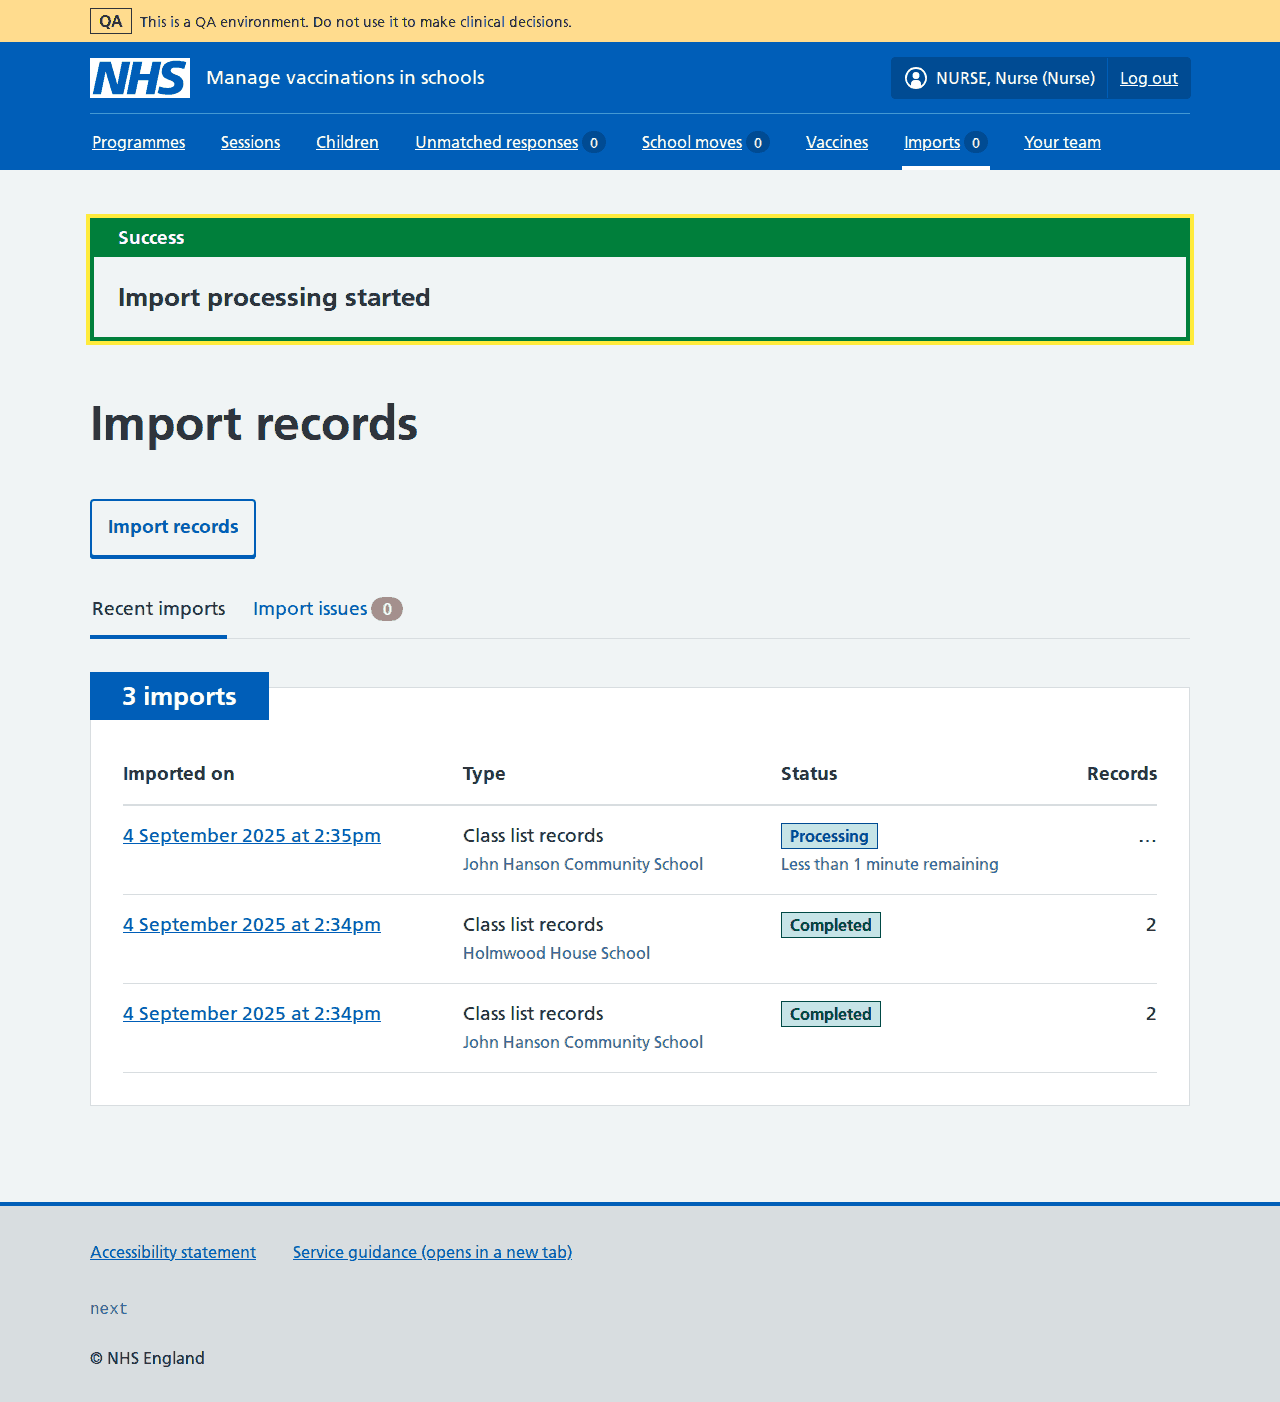 QA This is a QA environment. Do not use it to make clinical decisions.
NHS Manage vaccinations in schools NURSE, Nurse (Nurse) Log out
Programmes Sessions Children Unmatched responses 0 School moves 0 Vaccines Imports 0 Your team
Success
Import processing started
Import records
Import records
Recent imports Import issues 0
3 imports
Imported on Type Status Records
4 September 2025 at 2:35pm Class list records Processing ...
John Hanson Community School Less than 1 minute remaining
4 September 2025 at 2:34pm Class list records Completed 2
Holmwood House School
4 September 2025 at 2:34pm Class list records Completed 2
John Hanson Community School
Accessibility statement Service guidance (opens in a new tab)
next
© NHS England